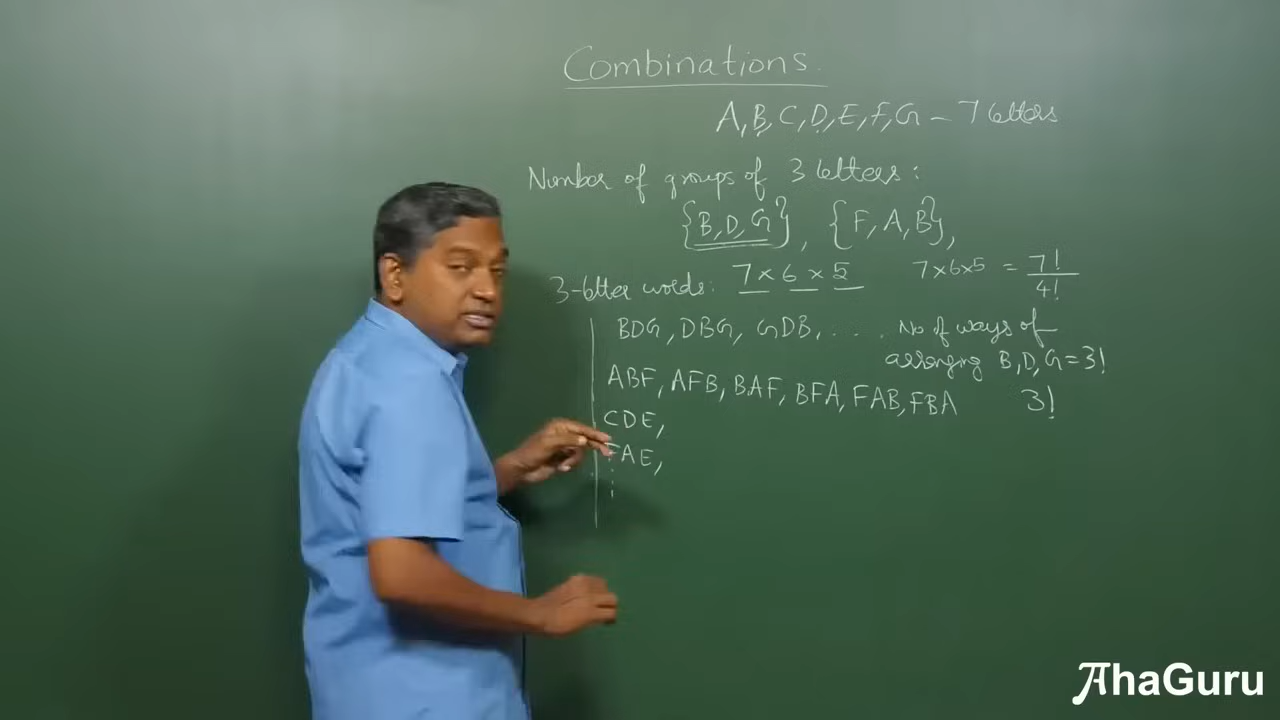 Combinations.
A, B, C, D, E, F, G - 7 letters
Number of groups of 3 letters:
{B, D, G}, {F, A, B},
3-letter words: 7 × 6 × 5 7×6×5 = 7!/4!
BDG, DBG, GDB, .... No of ways of
arranging B, D, G = 3!
ABF, AFB, BAF, BFA, FAB, FBA 3!
CDE,
FAE,
AhaGuru